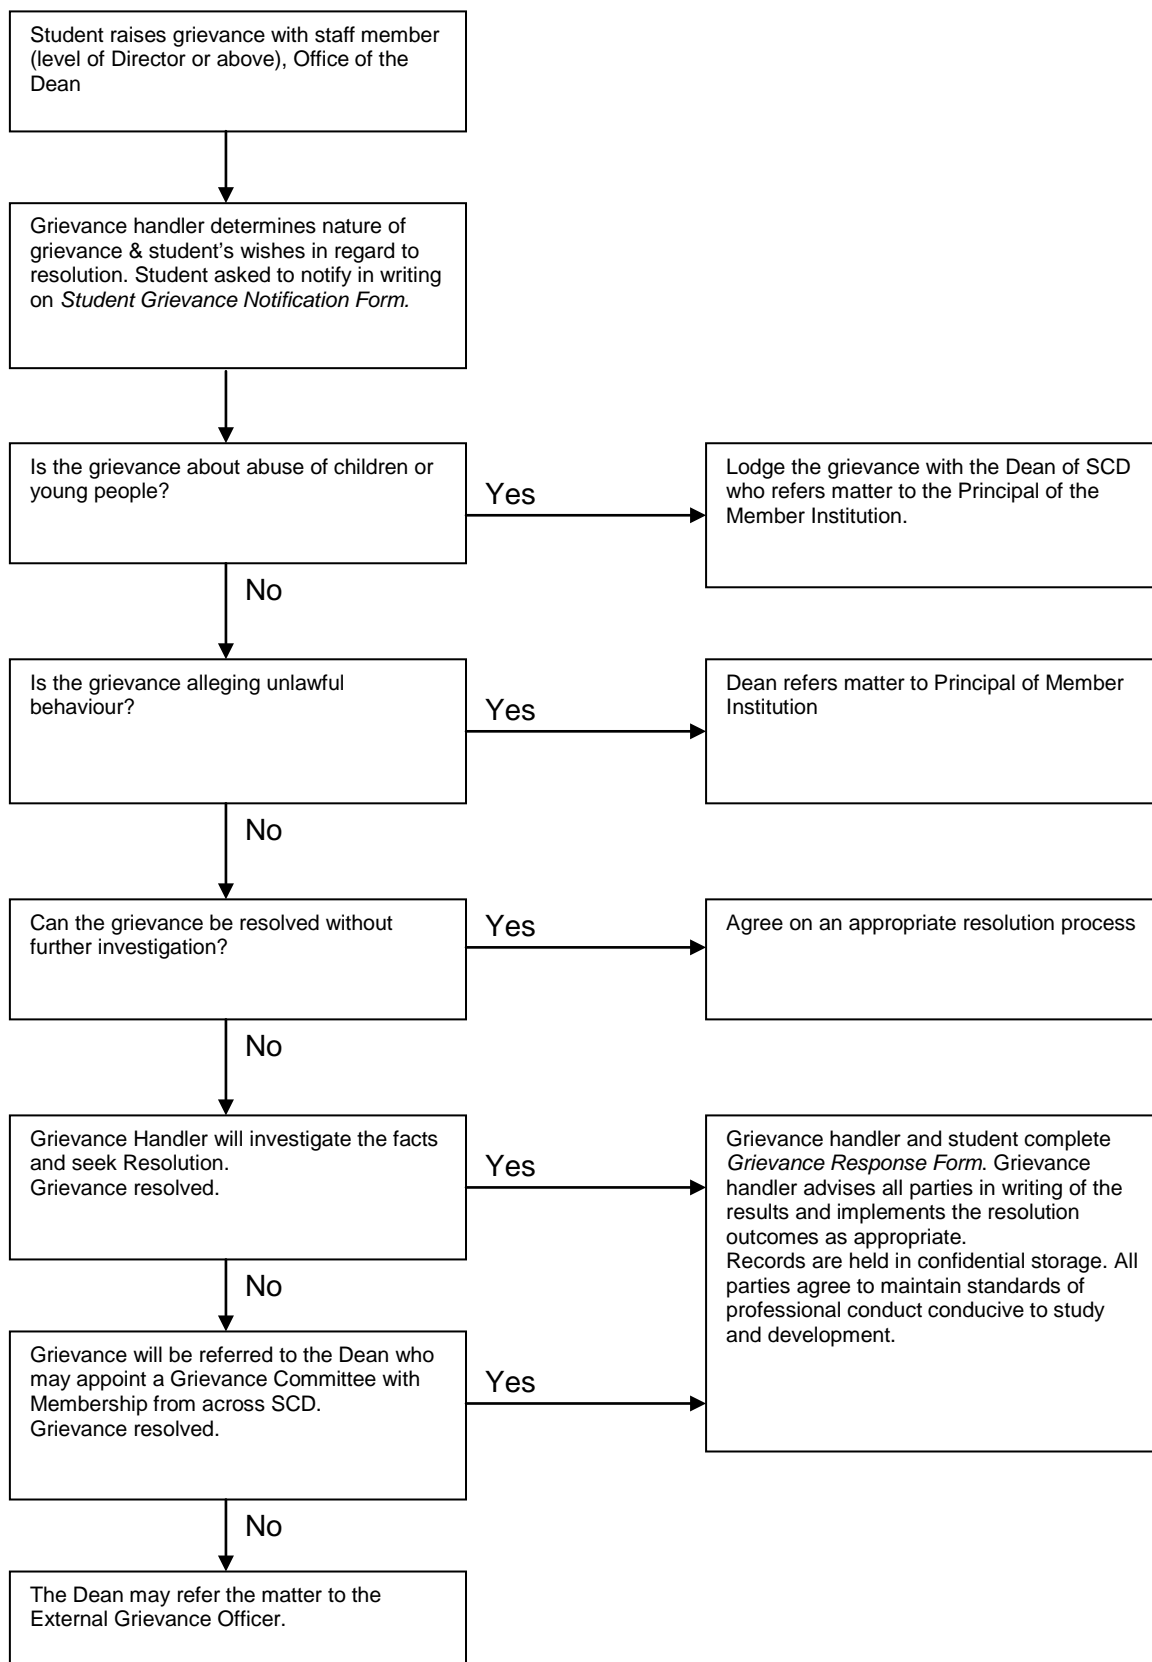 Student raises grievance with staff member
(level of Director or above), Office of the
Dean
Grievance handler determines nature of
grievance & student’s wishes in regard to
resolution. Student asked to notify in writing
on Student Grievance Notification Form.
Is the grievance about abuse of children or
young people?
Yes
Lodge the grievance with the Dean of SCD
who refers matter to the Principal of the
Member Institution.
No
Is the grievance alleging unlawful
behaviour?
Yes
Dean refers matter to Principal of Member
Institution
No
Can the grievance be resolved without
further investigation?
Yes
Agree on an appropriate resolution process
No
Grievance Handler will investigate the facts
and seek Resolution.
Grievance resolved.
Yes
Grievance handler and student complete
Grievance Response Form. Grievance
handler advises all parties in writing of the
results and implements the resolution
outcomes as appropriate.
Records are held in confidential storage. All
parties agree to maintain standards of
professional conduct conducive to study
and development.
No
Grievance will be referred to the Dean who
may appoint a Grievance Committee with
Membership from across SCD.
Grievance resolved.
Yes
No
The Dean may refer the matter to the
External Grievance Officer.